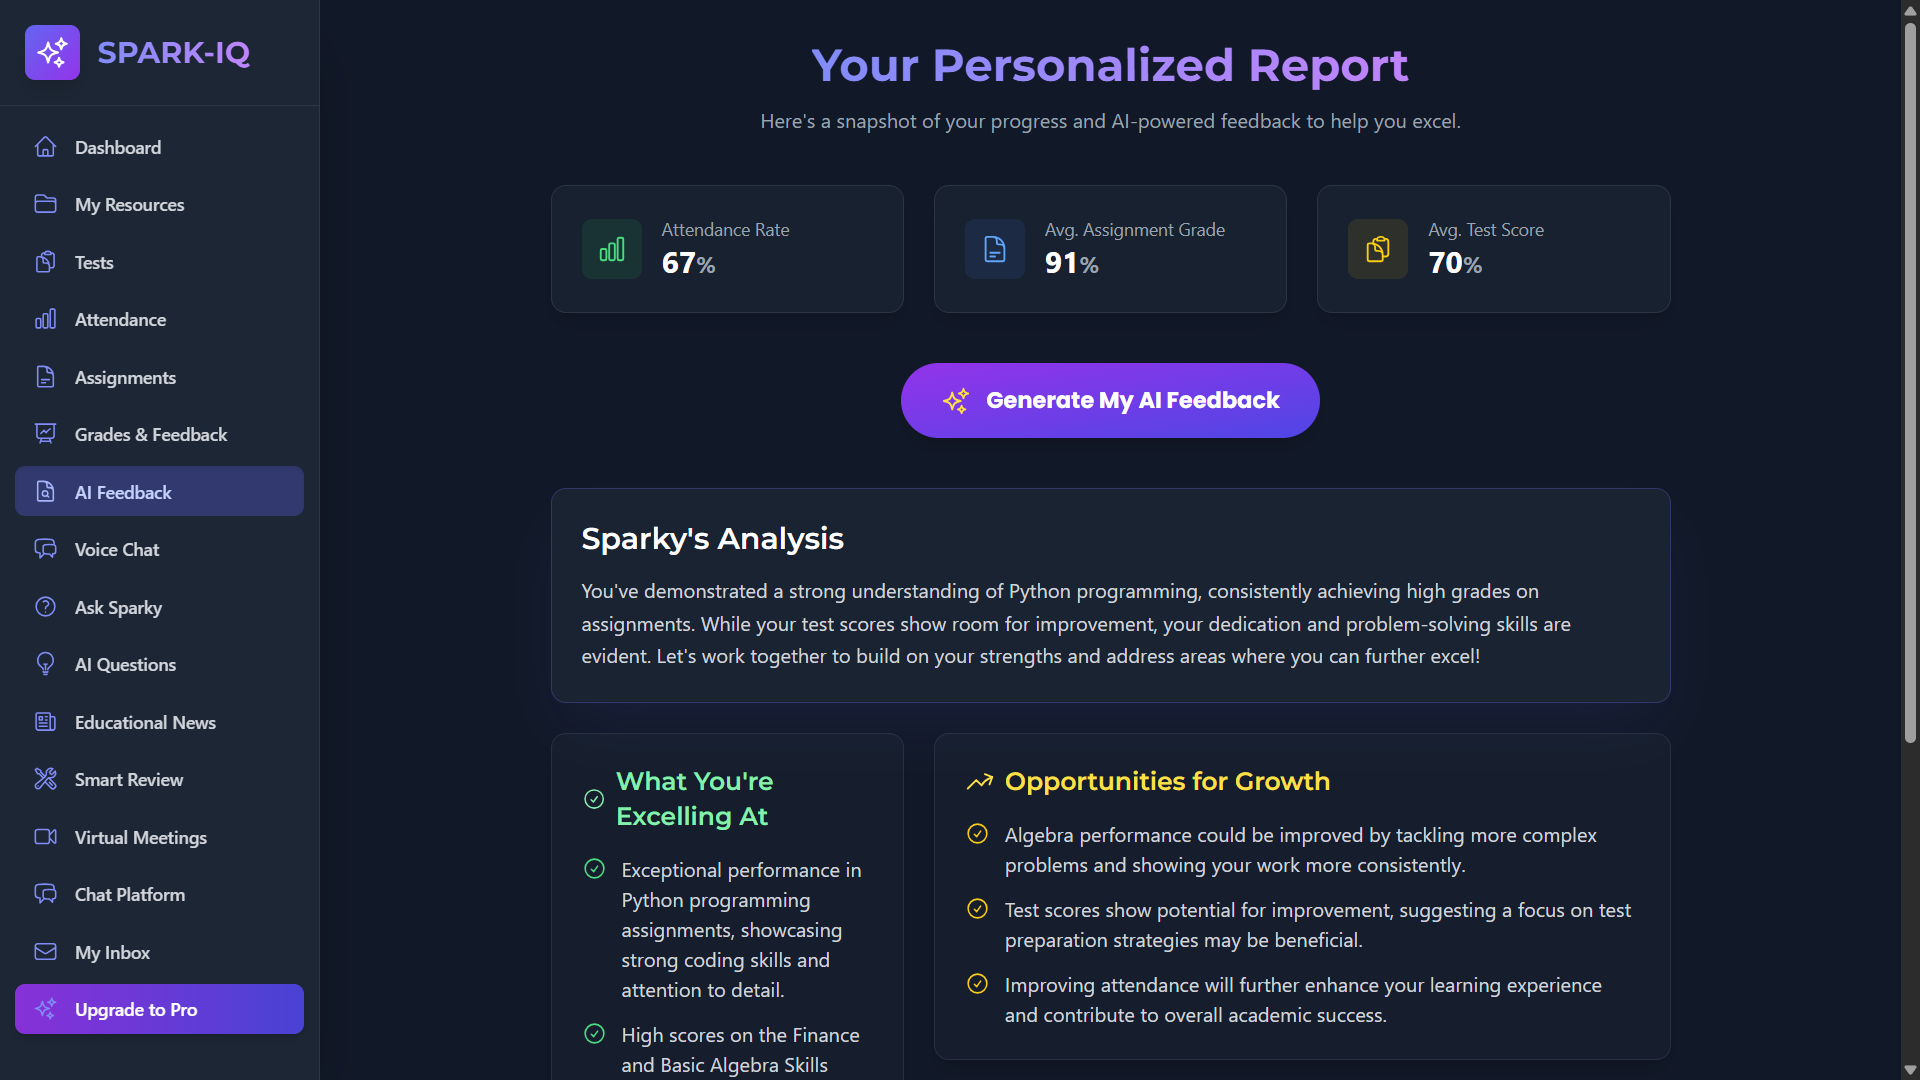 SPARK-IQ
Dashboard
My Resources
Tests
Attendance
Assignments
Grades & Feedback
AI Feedback
Voice Chat
Ask Sparky
AI Questions
Educational News
Smart Review
Virtual Meetings
Chat Platform
My Inbox
Upgrade to Pro
Your Personalized Report
Here's a snapshot of your progress and AI-powered feedback to help you excel.
Attendance Rate
67%
Avg. Assignment Grade
91%
Avg. Test Score
70%
Generate My AI Feedback
Sparky's Analysis
You've demonstrated a strong understanding of Python programming, consistently achieving high grades on
assignments. While your test scores show room for improvement, your dedication and problem-solving skills are
evident. Let's work together to build on your strengths and address areas where you can further excel!
What You're
Excelling At
Exceptional performance in
Python programming
assignments, showcasing
strong coding skills and
attention to detail.
High scores on the Finance
and Basic Algebra Skills
Opportunities for Growth
Algebra performance could be improved by tackling more complex
problems and showing your work more consistently.
Test scores show potential for improvement, suggesting a focus on test
preparation strategies may be beneficial.
Improving attendance will further enhance your learning experience
and contribute to overall academic success.